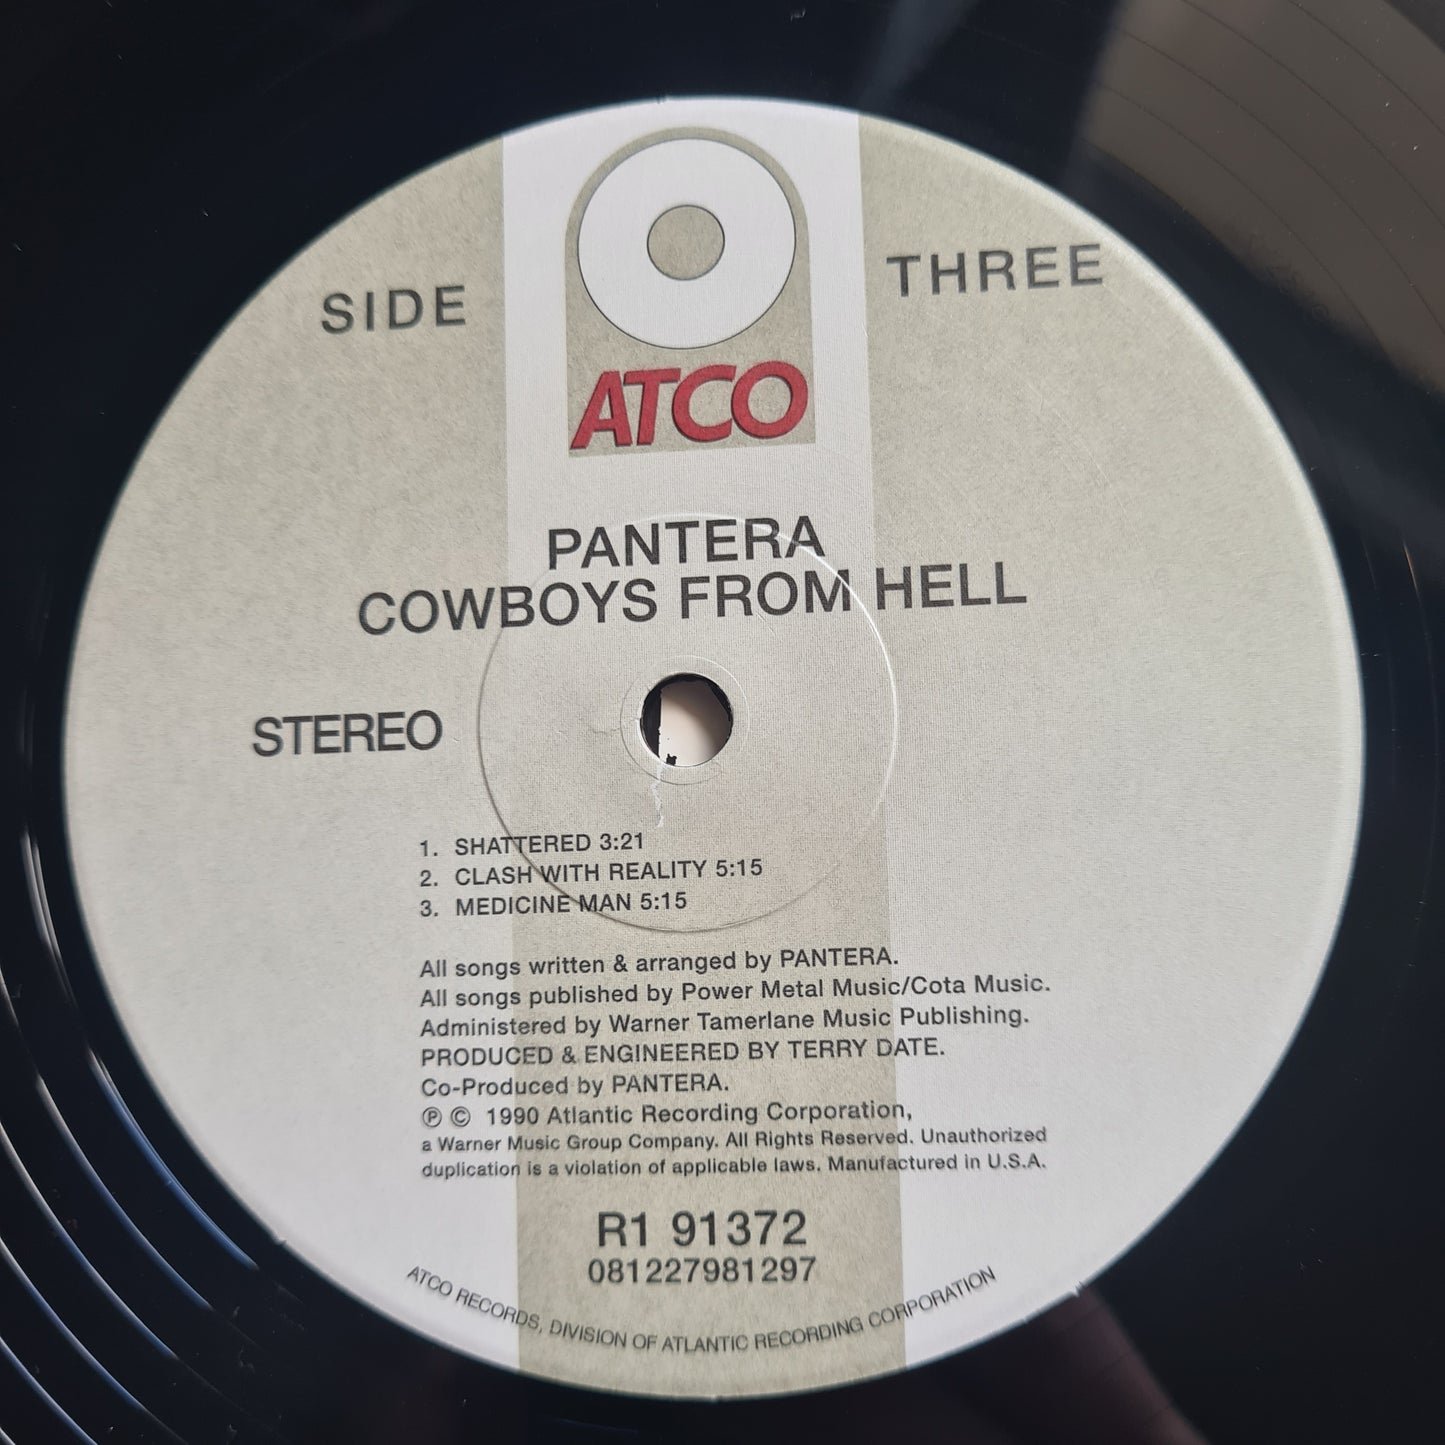 SIDE THREE
ATCO
PANTERA
COWBOYS FROM HELL
STEREO
1. SHATTERED 3:21
2. CLASH WITH REALITY 5:15
3. MEDICINE MAN 5:15
All songs written & arranged by PANTERA.
All songs published by Power Metal Music/Cota Music.
Administered by Warner Tamerlane Music Publishing.
PRODUCED & ENGINEERED BY TERRY DATE.
Co-Produced by PANTERA.
℗ © 1990 Atlantic Recording Corporation,
a Warner Music Group Company. All Rights Reserved. Unauthorized
duplication is a violation of applicable laws. Manufactured in U.S.A.
R1 91372
081227981297
ATCO RECORDS, DIVISION OF ATLANTIC RECORDING CORPORATION